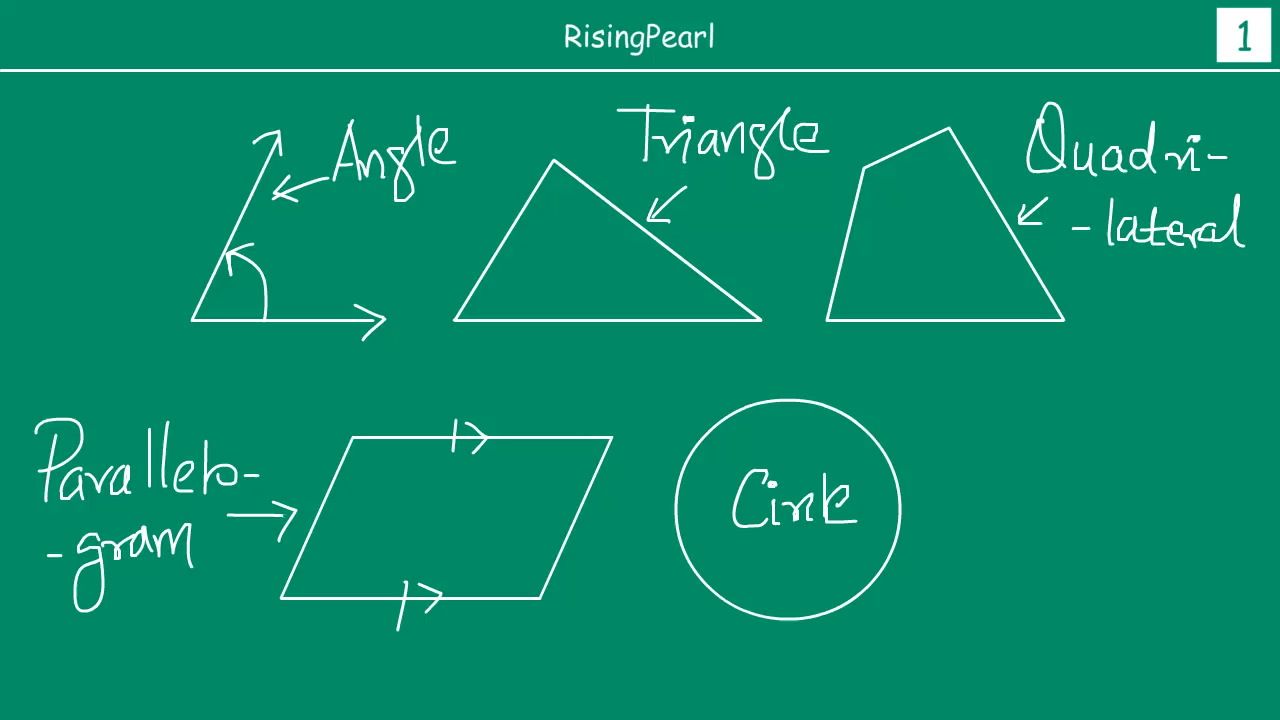 RisingPearl
1
Angle
Triangle
Quadri-
-lateral
Parallelo-
-gram
Circle